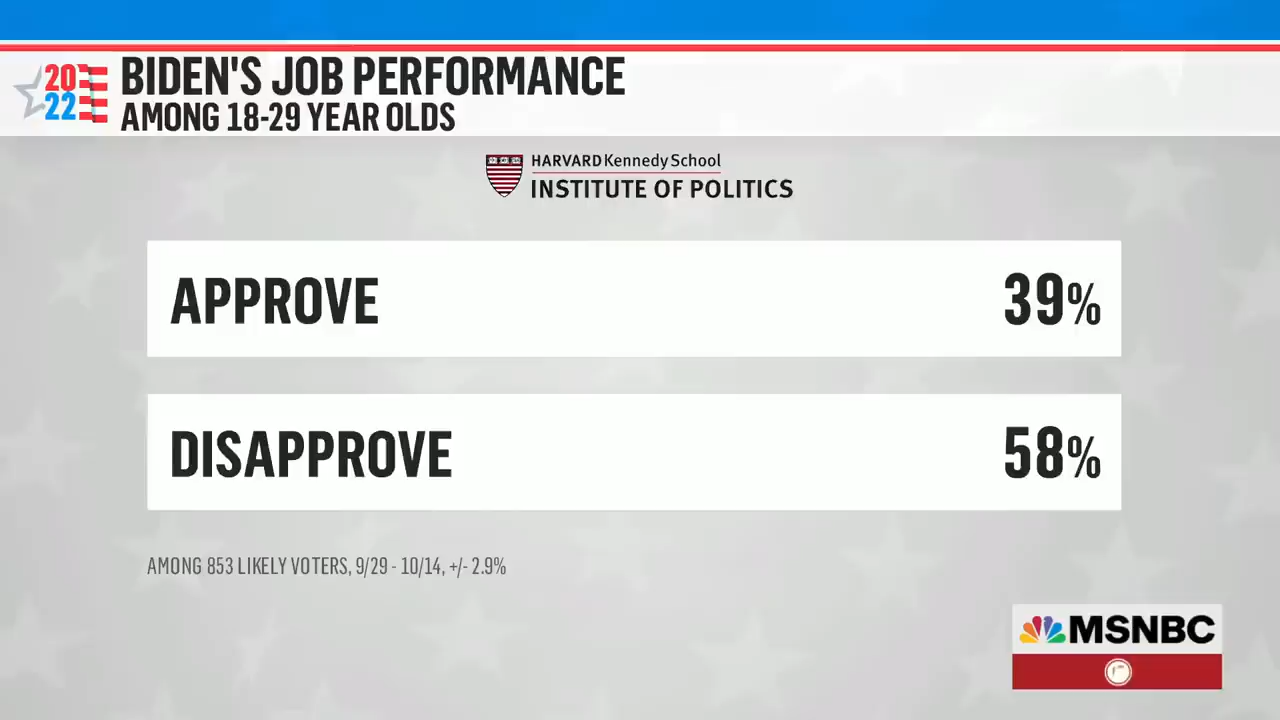 2022
BIDEN'S JOB PERFORMANCE
AMONG 18-29 YEAR OLDS
HARVARD Kennedy School
INSTITUTE OF POLITICS
APPROVE 39%
DISAPPROVE 58%
AMONG 853 LIKELY VOTERS, 9/29 - 10/14, +/- 2.9%
MSNBC